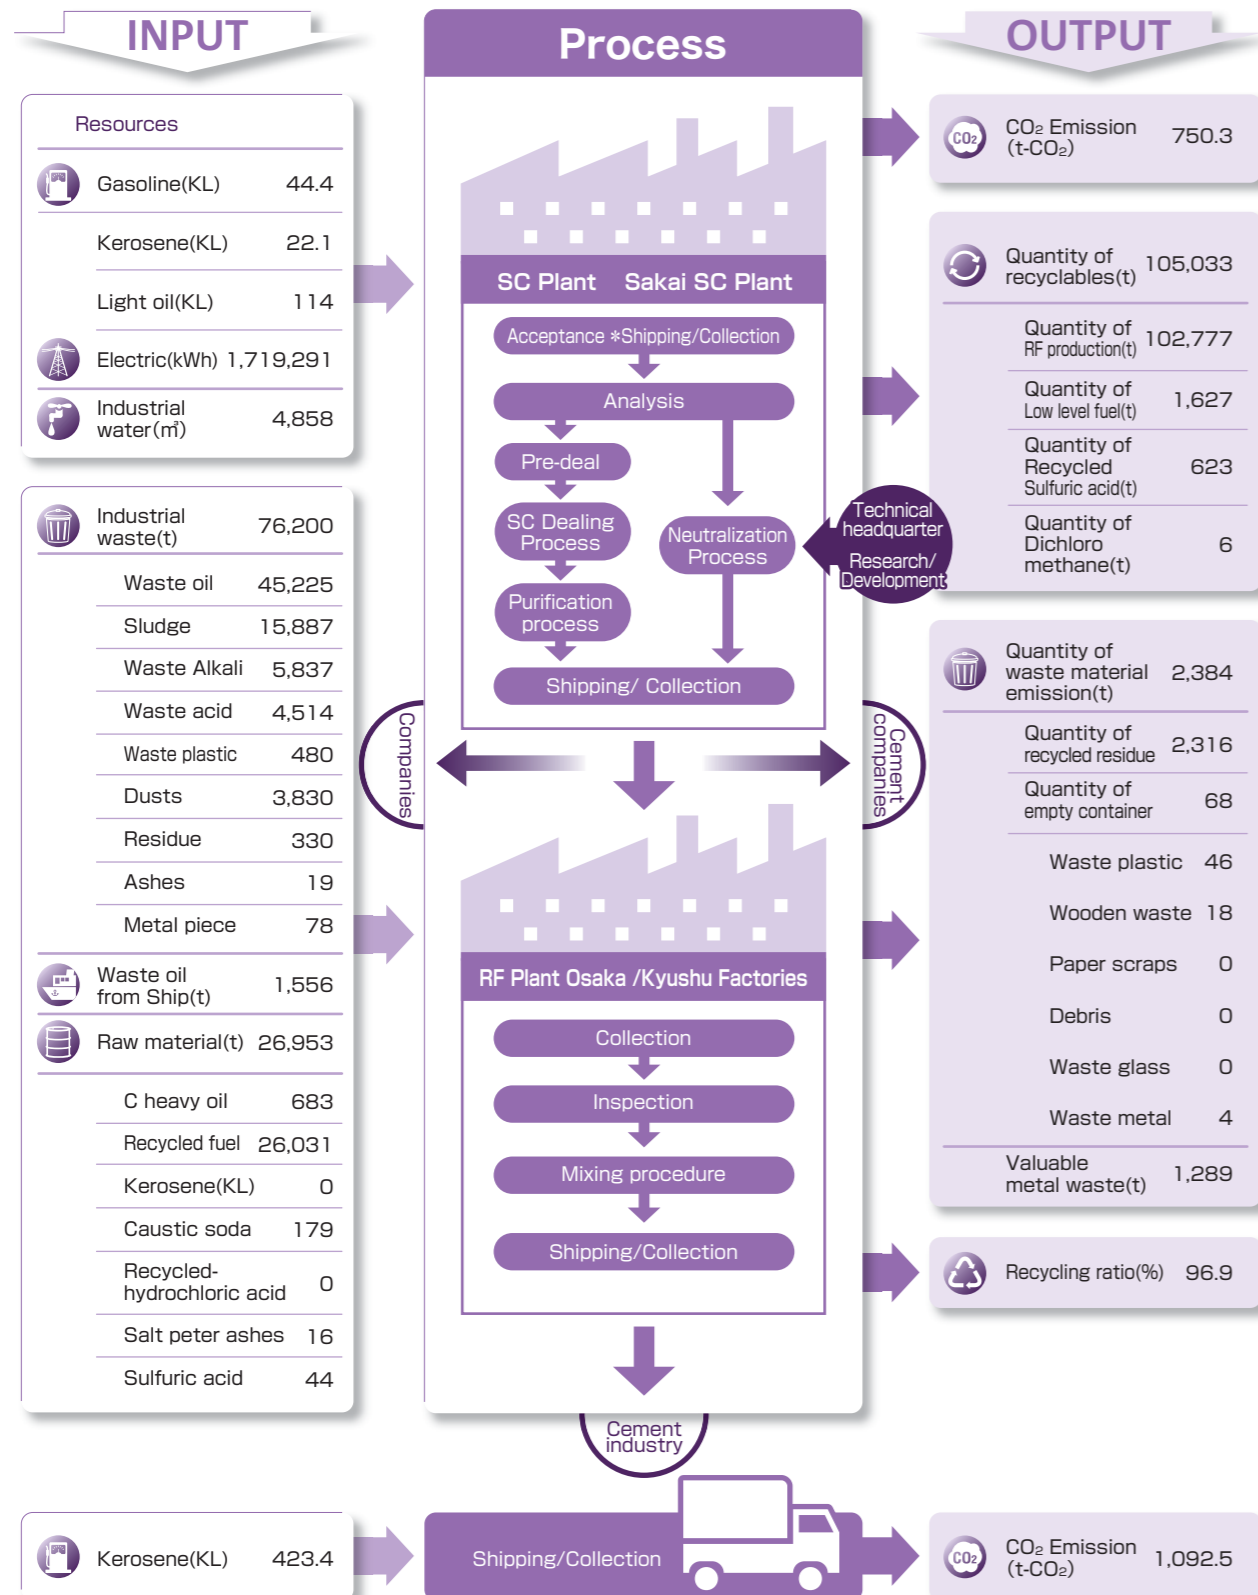 INPUT
Resources
Gasoline(KL) 44.4
Kerosene(KL) 22.1
Light oil(KL) 114
Electric(kWh) 1,719,291
Industrial
water(㎥) 4,858
Industrial
waste(t) 76,200
Waste oil 45,225
Sludge 15,887
Waste Alkali 5,837
Waste acid 4,514
Waste plastic 480
Dusts 3,830
Residue 330
Ashes 19
Metal piece 78
Waste oil
from Ship(t) 1,556
Raw material(t) 26,953
C heavy oil 683
Recycled fuel 26,031
Kerosene(KL) 0
Caustic soda 179
Recycled-
hydrochloric acid 0
Salt peter ashes 16
Sulfuric acid 44
Kerosene(KL) 423.4
Process
SC Plant Sakai SC Plant
Acceptance *Shipping/Collection
Analysis
Pre-deal
SC Dealing
Process
Purification
process
Neutralization
Process
Technical
headquarter
Research/
Development
Shipping/ Collection
Companies
Cement
companies
RF Plant Osaka /Kyushu Factories
Collection
Inspection
Mixing procedure
Shipping/Collection
Cement
industry
Shipping/Collection
OUTPUT
CO₂
CO₂ Emission
(t-CO₂) 750.3
Quantity of
recyclables(t) 105,033
Quantity of
RF production(t) 102,777
Quantity of
Low level fuel(t) 1,627
Quantity of
Recycled
Sulfuric acid(t) 623
Quantity of
Dichloro
methane(t) 6
Quantity of
waste material
emission(t) 2,384
Quantity of
recycled residue 2,316
Quantity of
empty container 68
Waste plastic 46
Wooden waste 18
Paper scraps 0
Debris 0
Waste glass 0
Waste metal 4
Valuable
metal waste(t) 1,289
Recycling ratio(%) 96.9
CO₂
CO₂ Emission
(t-CO₂) 1,092.5